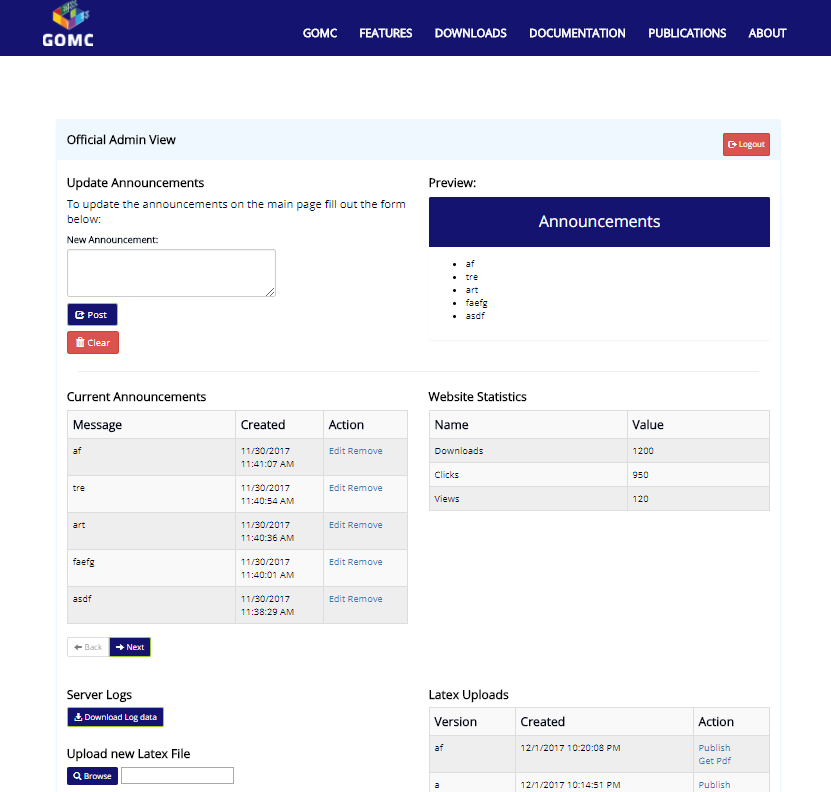 GOMC
GOMC FEATURES DOWNLOADS DOCUMENTATION PUBLICATIONS ABOUT
Official Admin View
Logout
Update Announcements
To update the announcements on the main page fill out the form
below:
New Announcement:
Post
Clear
Preview:
Announcements
af
tre
art
faefg
asdf
Current Announcements
Message Created Action
af 11/30/2017 Edit Remove
11:41:07 AM
tre 11/30/2017 Edit Remove
11:40:54 AM
art 11/30/2017 Edit Remove
11:40:36 AM
faefg 11/30/2017 Edit Remove
11:40:01 AM
asdf 11/30/2017 Edit Remove
11:38:29 AM
Back Next
Website Statistics
Name Value
Downloads 1200
Clicks 950
Views 120
Server Logs
Download Log data
Upload new Latex File
Browse
Latex Uploads
Version Created Action
af 12/1/2017 10:20:08 PM Publish
Get Pdf
a 12/1/2017 10:14:51 PM Publish